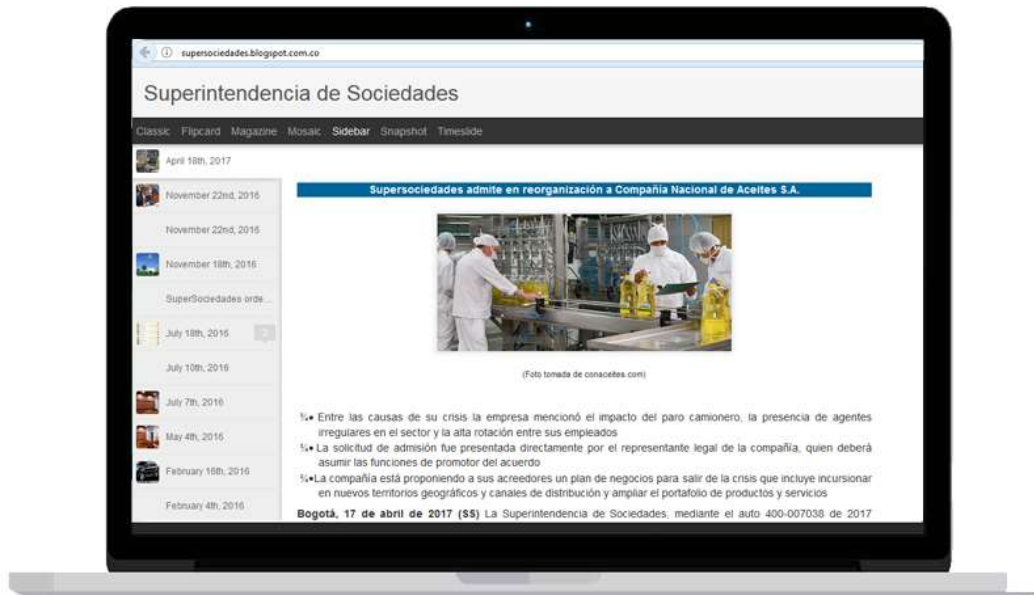 supersociedades.blogspot.com.co
Superintendencia de Sociedades
Classic Flipcard Magazine Mosaic Sidebar Snapshot Timeslide
April 18th, 2017
November 22nd, 2016
November 22nd, 2016
November 18th, 2016
SuperSociedades orde...
July 18th, 2016
July 10th, 2016
July 7th, 2016
May 4th, 2016
February 16th, 2016
February 4th, 2016
Supersociedades admite en reorganización a Compañía Nacional de Aceites S.A.
(Foto tomada de conaceites.com)
¾• Entre las causas de su crisis la empresa mencionó el impacto del paro camionero, la presencia de agentes
irregulares en el sector y la alta rotación entre sus empleados
¾• La solicitud de admisión fue presentada directamente por el representante legal de la compañía, quien deberá
asumir las funciones de promotor del acuerdo
¾•La compañía está proponiendo a sus acreedores un plan de negocios para salir de la crisis que incluye incursionar
en nuevos territorios geográficos y canales de distribución y ampliar el portafolio de productos y servicios
Bogotá, 17 de abril de 2017 (SS) La Superintendencia de Sociedades, mediante el auto 400-007038 de 2017